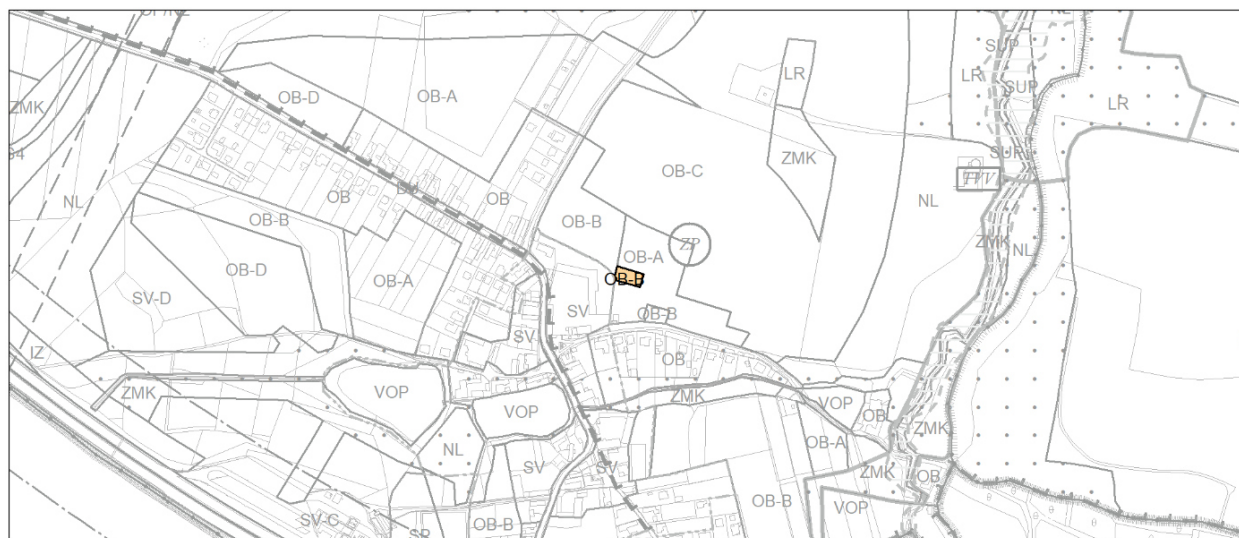 SUP
OB-D
OB-A
LR
LR
SUP
LR
ZMK
ZMK
OB-C
SUP
NL
OB
OB
NL
OB-B
OB-B
ZMK
NL
OB-A
ZP
OB-D
OB-A
OB-B
SV-D
SV
OB-B
SV
IZ
OB
ZMK
VOP
VOP
ZMK
VOP
OB
ZMK
OB-A
NL
SV
SV
ZMK
OB
OB-B
VOP
SV-C
OB-B